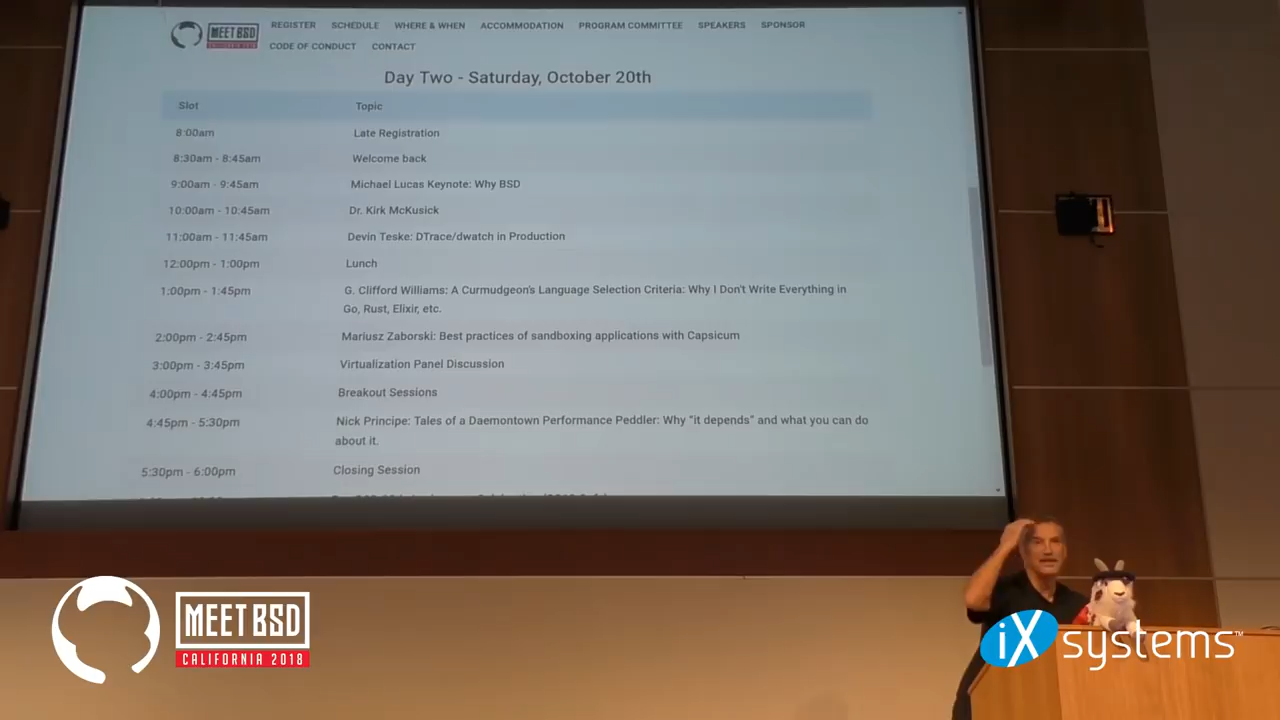 MEET BSD
CALIFORNIA 2018
REGISTER SCHEDULE WHERE & WHEN ACCOMMODATION PROGRAM COMMITTEE SPEAKERS SPONSOR
CODE OF CONDUCT CONTACT
Day Two - Saturday, October 20th
Slot Topic
8:00am Late Registration
8:30am - 8:45am Welcome back
9:00am - 9:45am Michael Lucas Keynote: Why BSD
10:00am - 10:45am Dr. Kirk McKusick
11:00am - 11:45am Devin Teske: DTrace/dwatch in Production
12:00pm - 1:00pm Lunch
1:00pm - 1:45pm G. Clifford Williams: A Curmudgeon's Language Selection Criteria: Why I Don't Write Everything in
Go, Rust, Elixir, etc.
2:00pm - 2:45pm Mariusz Zaborski: Best practices of sandboxing applications with Capsicum
3:00pm - 3:45pm Virtualization Panel Discussion
4:00pm - 4:45pm Breakout Sessions
4:45pm - 5:30pm Nick Principe: Tales of a Daemontown Performance Peddler: Why "it depends" and what you can do
about it.
5:30pm - 6:00pm Closing Session
MEET BSD
CALIFORNIA 2018
iXsystems™